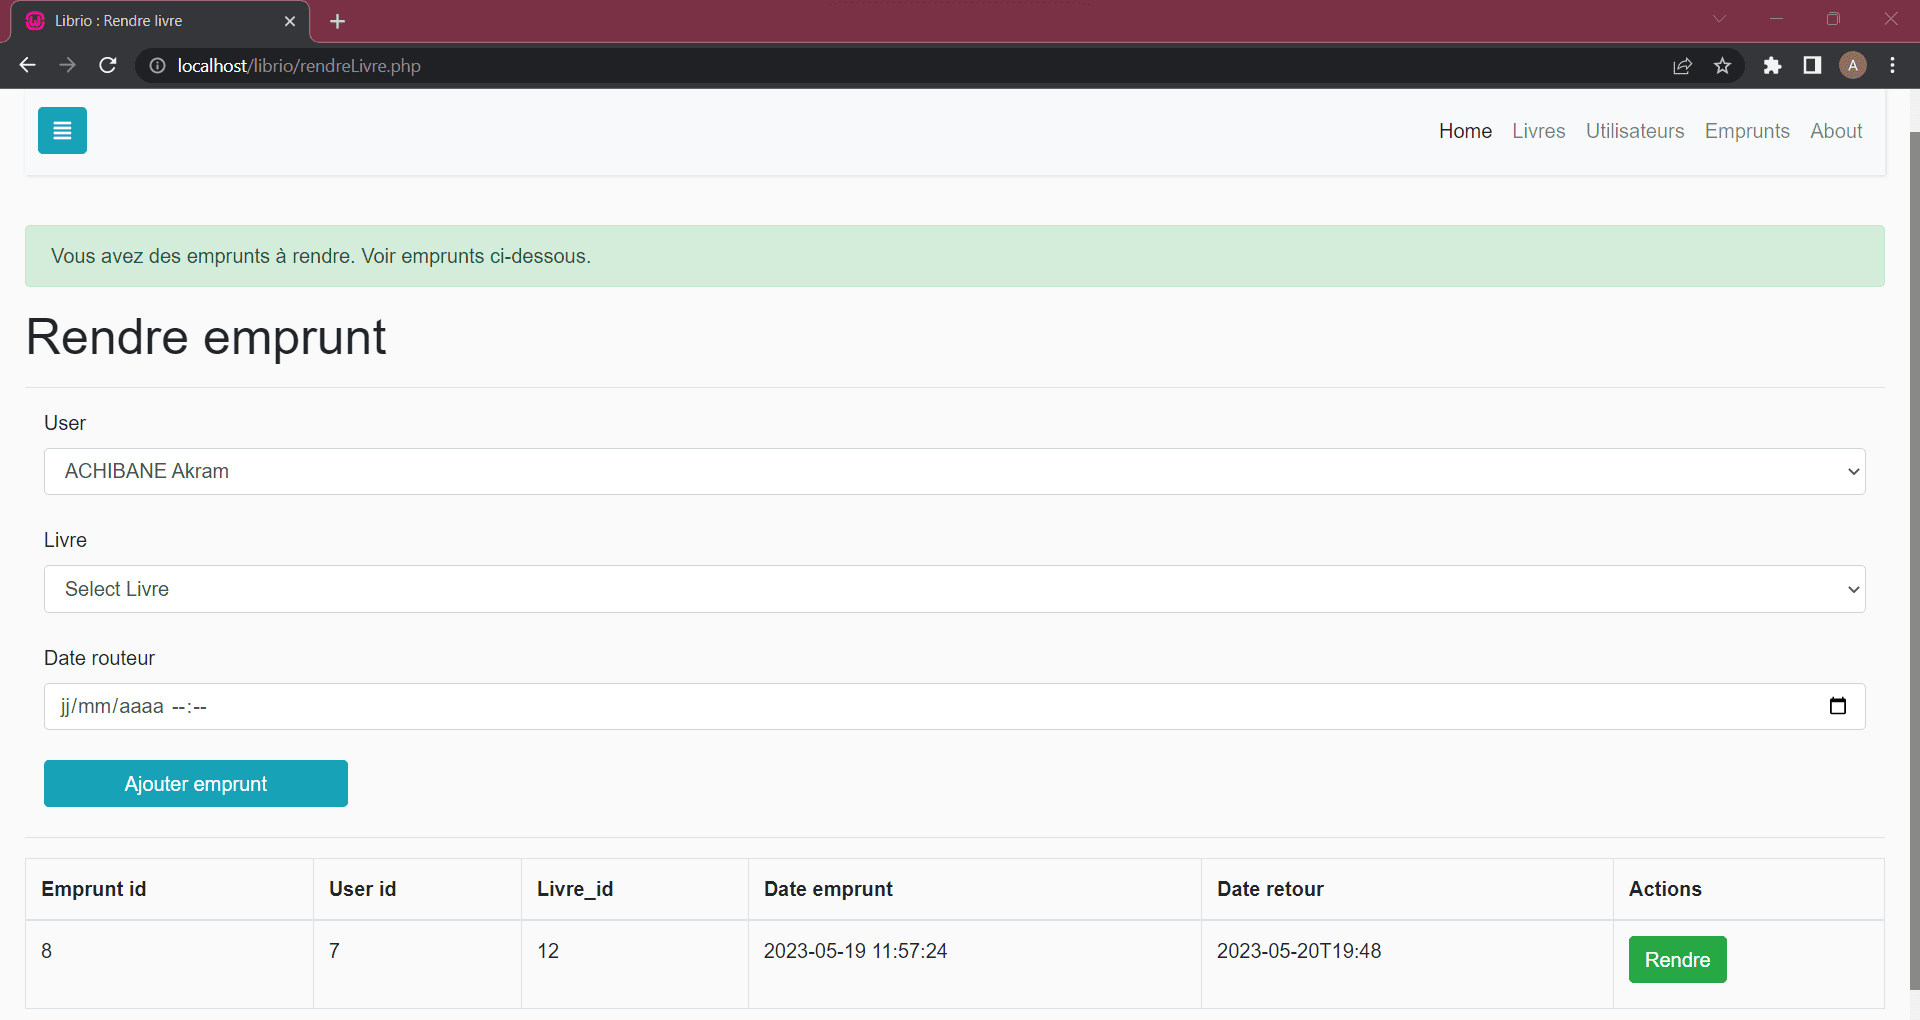 Librio : Rendre livre
localhost/librio/rendreLivre.php
A
Home Livres Utilisateurs Emprunts About
Vous avez des emprunts à rendre. Voir emprunts ci-dessous.
Rendre emprunt
User
ACHIBANE Akram
Livre
Select Livre
Date routeur
jj/mm/aaaa --:--
Ajouter emprunt
Emprunt id User id Livre_id Date emprunt Date retour Actions
8 7 12 2023-05-19 11:57:24 2023-05-20T19:48 Rendre